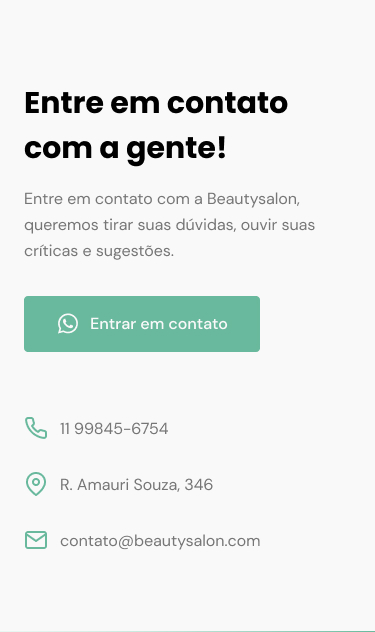 Entre em contato
com a gente!
Entre em contato com a Beautysalon,
queremos tirar suas dúvidas, ouvir suas
críticas e sugestões.
Entrar em contato
11 99845-6754
R. Amauri Souza, 346
contato@beautysalon.com